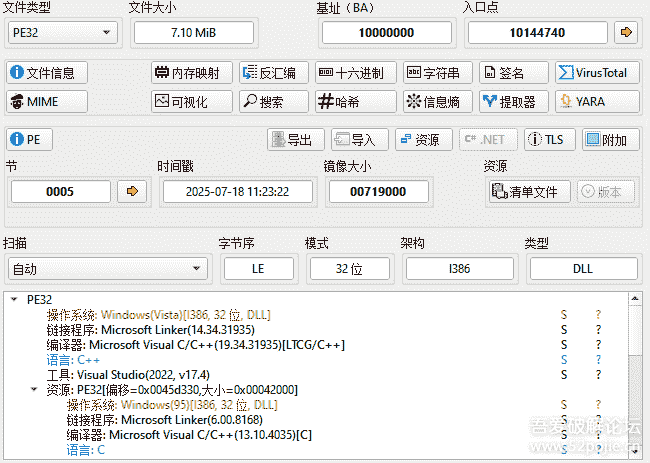 文件类型 文件大小 基址（BA） 入口点
PE32 7.10 MiB 10000000 10144740
文件信息 内存映射 反汇编 十六进制 字符串 签名 VirusTotal
MIME 可视化 搜索 哈希 信息熵 提取器 YARA
PE 导出 导入 资源 C# .NET TLS 附加
节 时间戳 镜像大小 资源
0005 2025-07-18 11:23:22 00719000 清单文件 版本
扫描 字节序 模式 架构 类型
自动 LE 32 位 I386 DLL
PE32
操作系统: Windows(Vista)[I386, 32 位, DLL] S ?
链接程序: Microsoft Linker(14.34.31935) S ?
编译器: Microsoft Visual C/C++(19.34.31935)[LTCG/C++] S ?
语言: C++ S ?
工具: Visual Studio(2022, v17.4) S ?
资源: PE32[偏移=0x0045d330,大小=0x00042000]
操作系统: Windows(95)[I386, 32 位, DLL] S ?
链接程序: Microsoft Linker(6.00.8168) S ?
编译器: Microsoft Visual C/C++(13.10.4035)[C] S
语言: C S
吾爱破解论坛
www.52pojie.cn